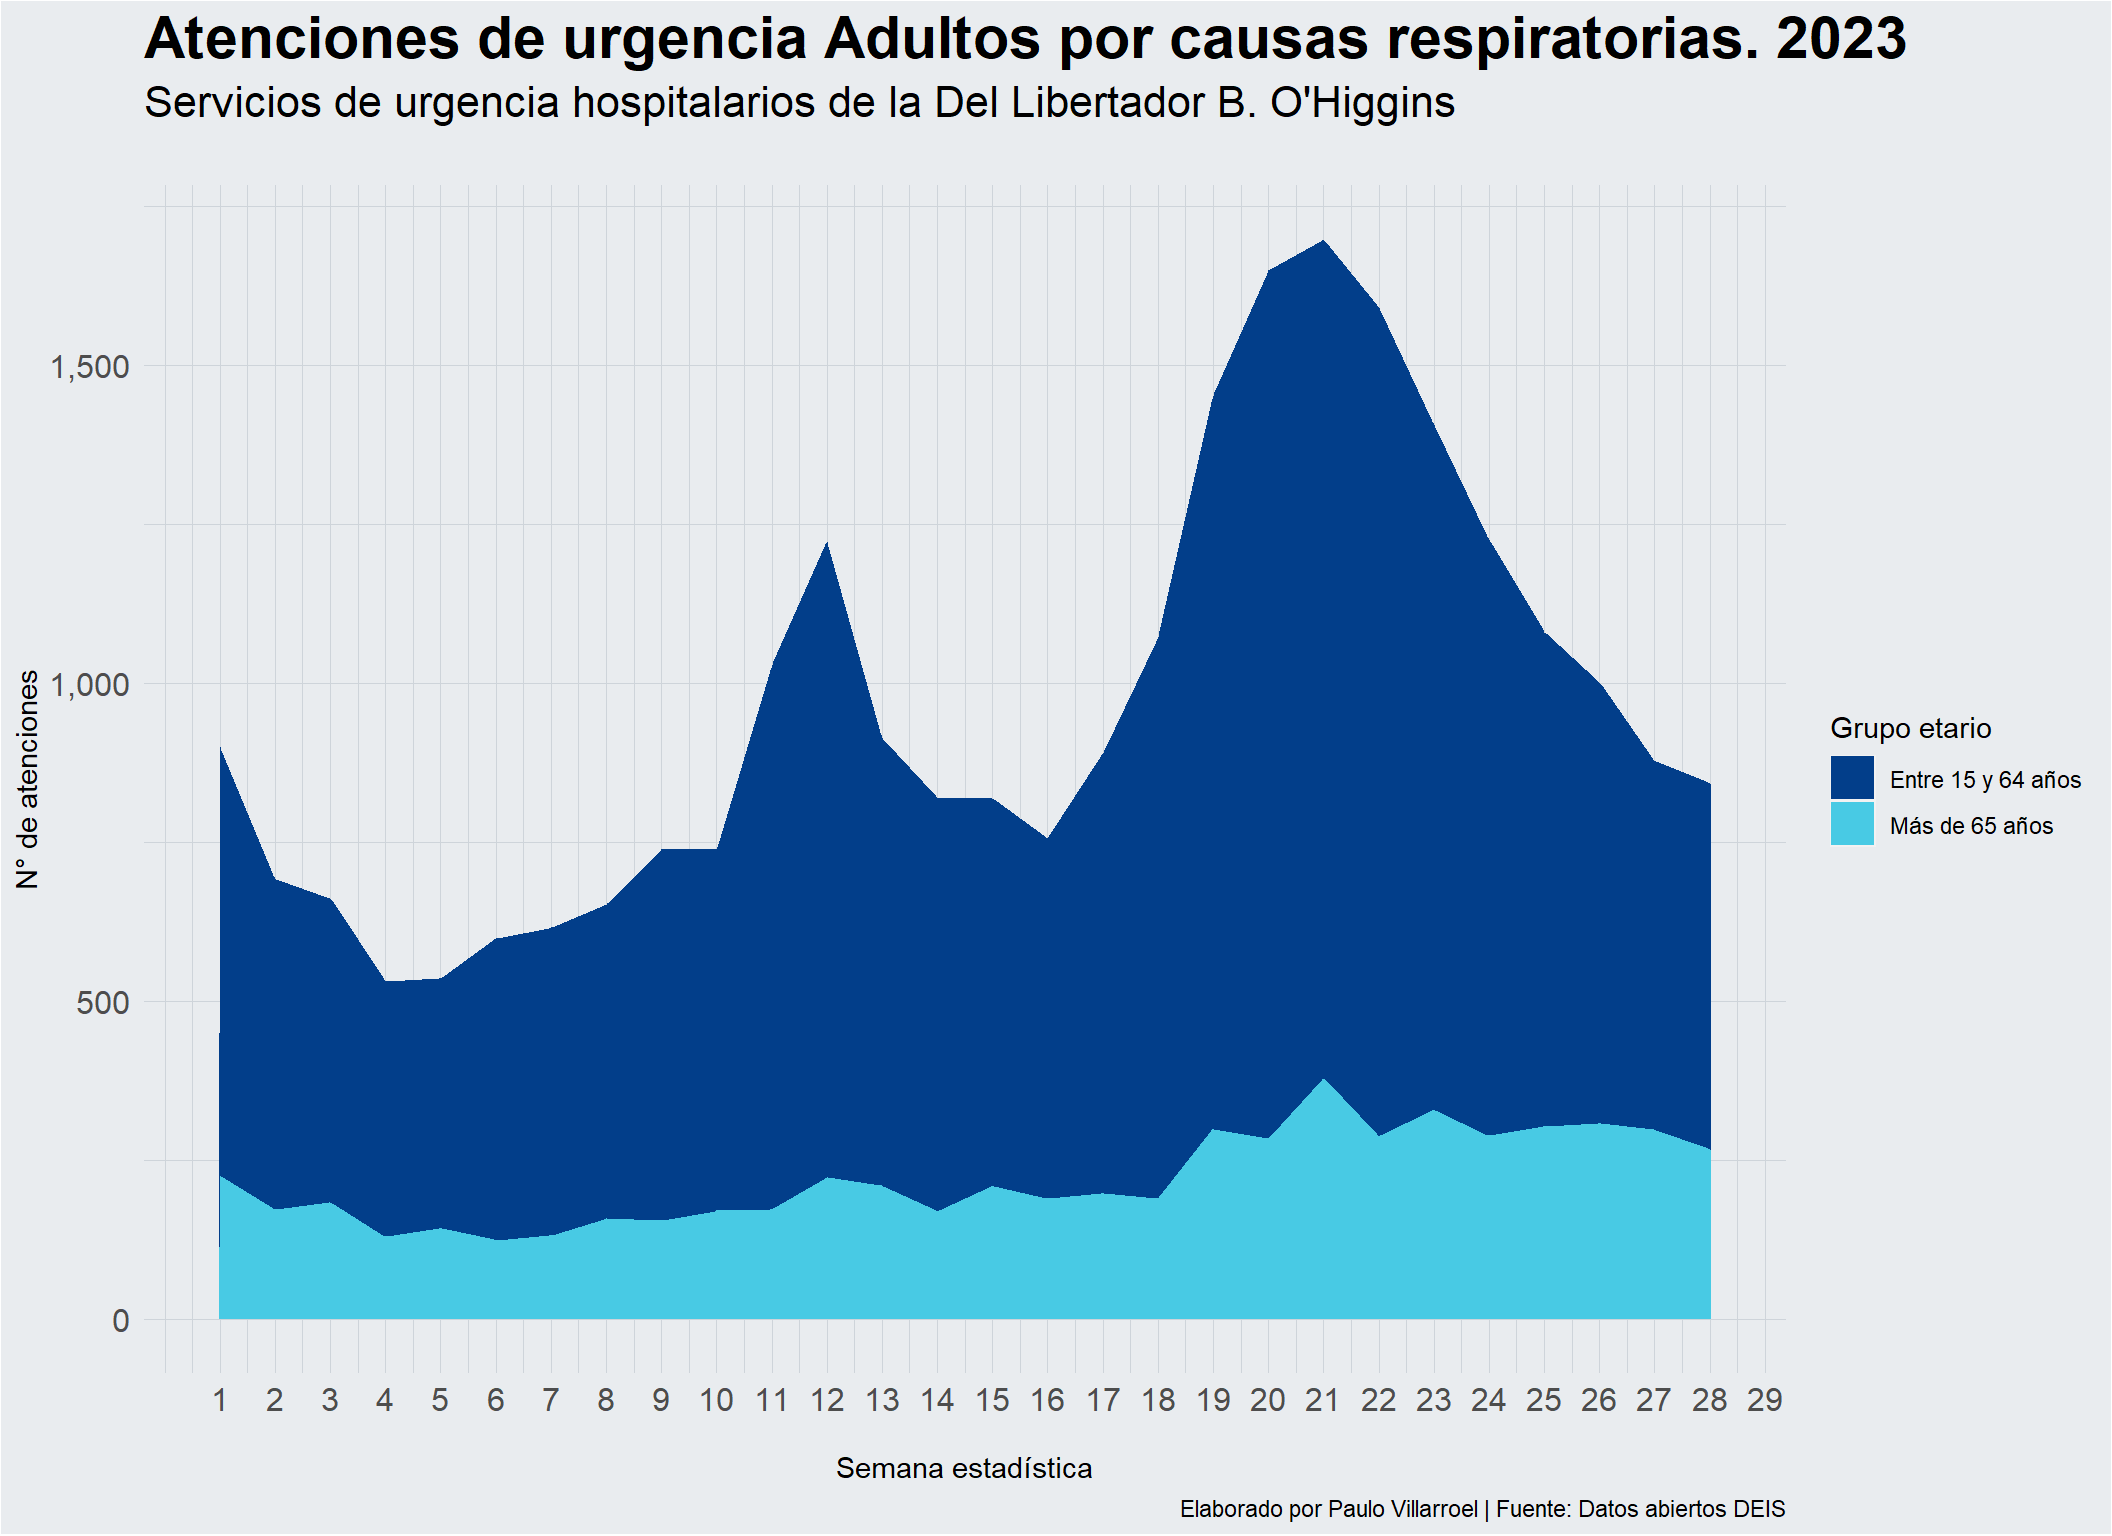 Atenciones de urgencia Adultos por causas respiratorias. 2023
Servicios de urgencia hospitalarios de la Del Libertador B. O'Higgins
N° de atenciones
1,500
1,000
500
0
1 2 3 4 5 6 7 8 9 10 11 12 13 14 15 16 17 18 19 20 21 22 23 24 25 26 27 28 29
Semana estadística
Grupo etario
Entre 15 y 64 años
Más de 65 años
Elaborado por Paulo Villarroel | Fuente: Datos abiertos DEIS